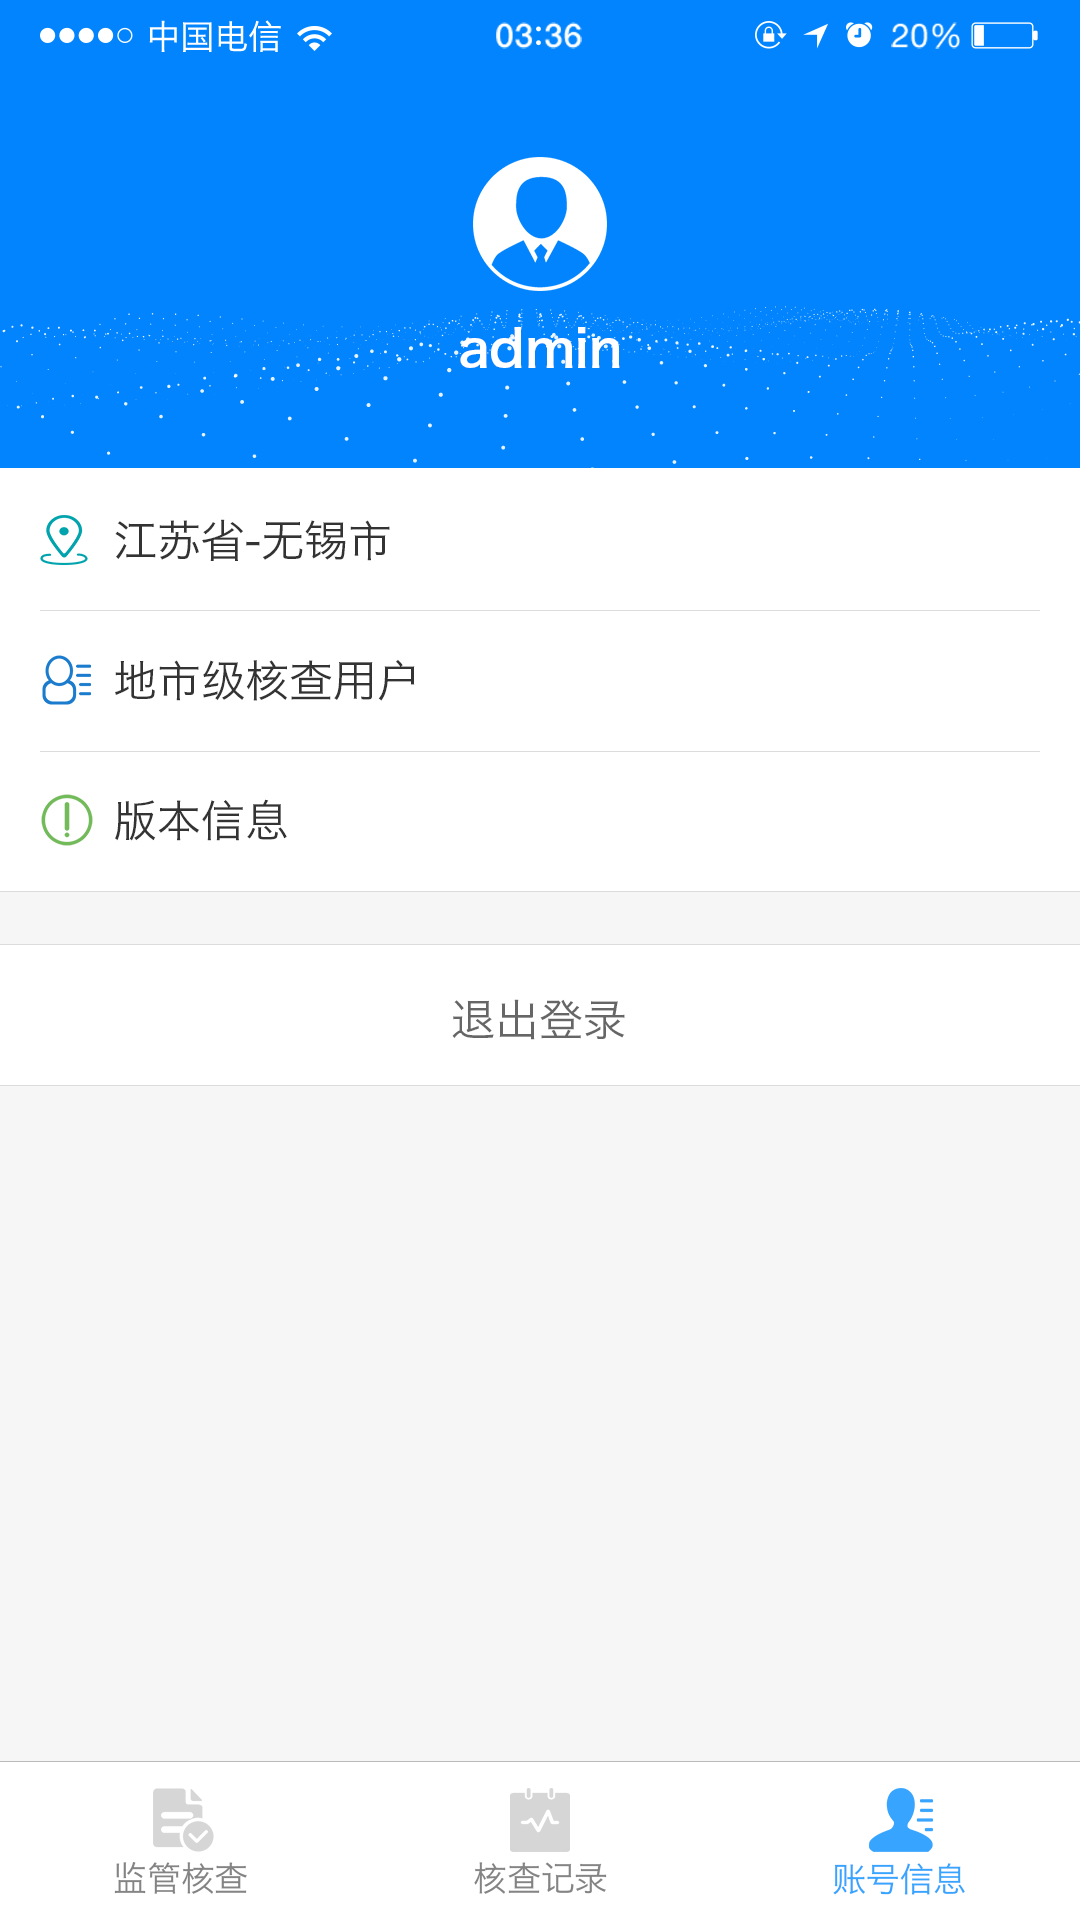 中国电信 03:36 20%
admin
江苏省-无锡市
地市级核查用户
版本信息
退出登录
监管核查 核查记录 账号信息